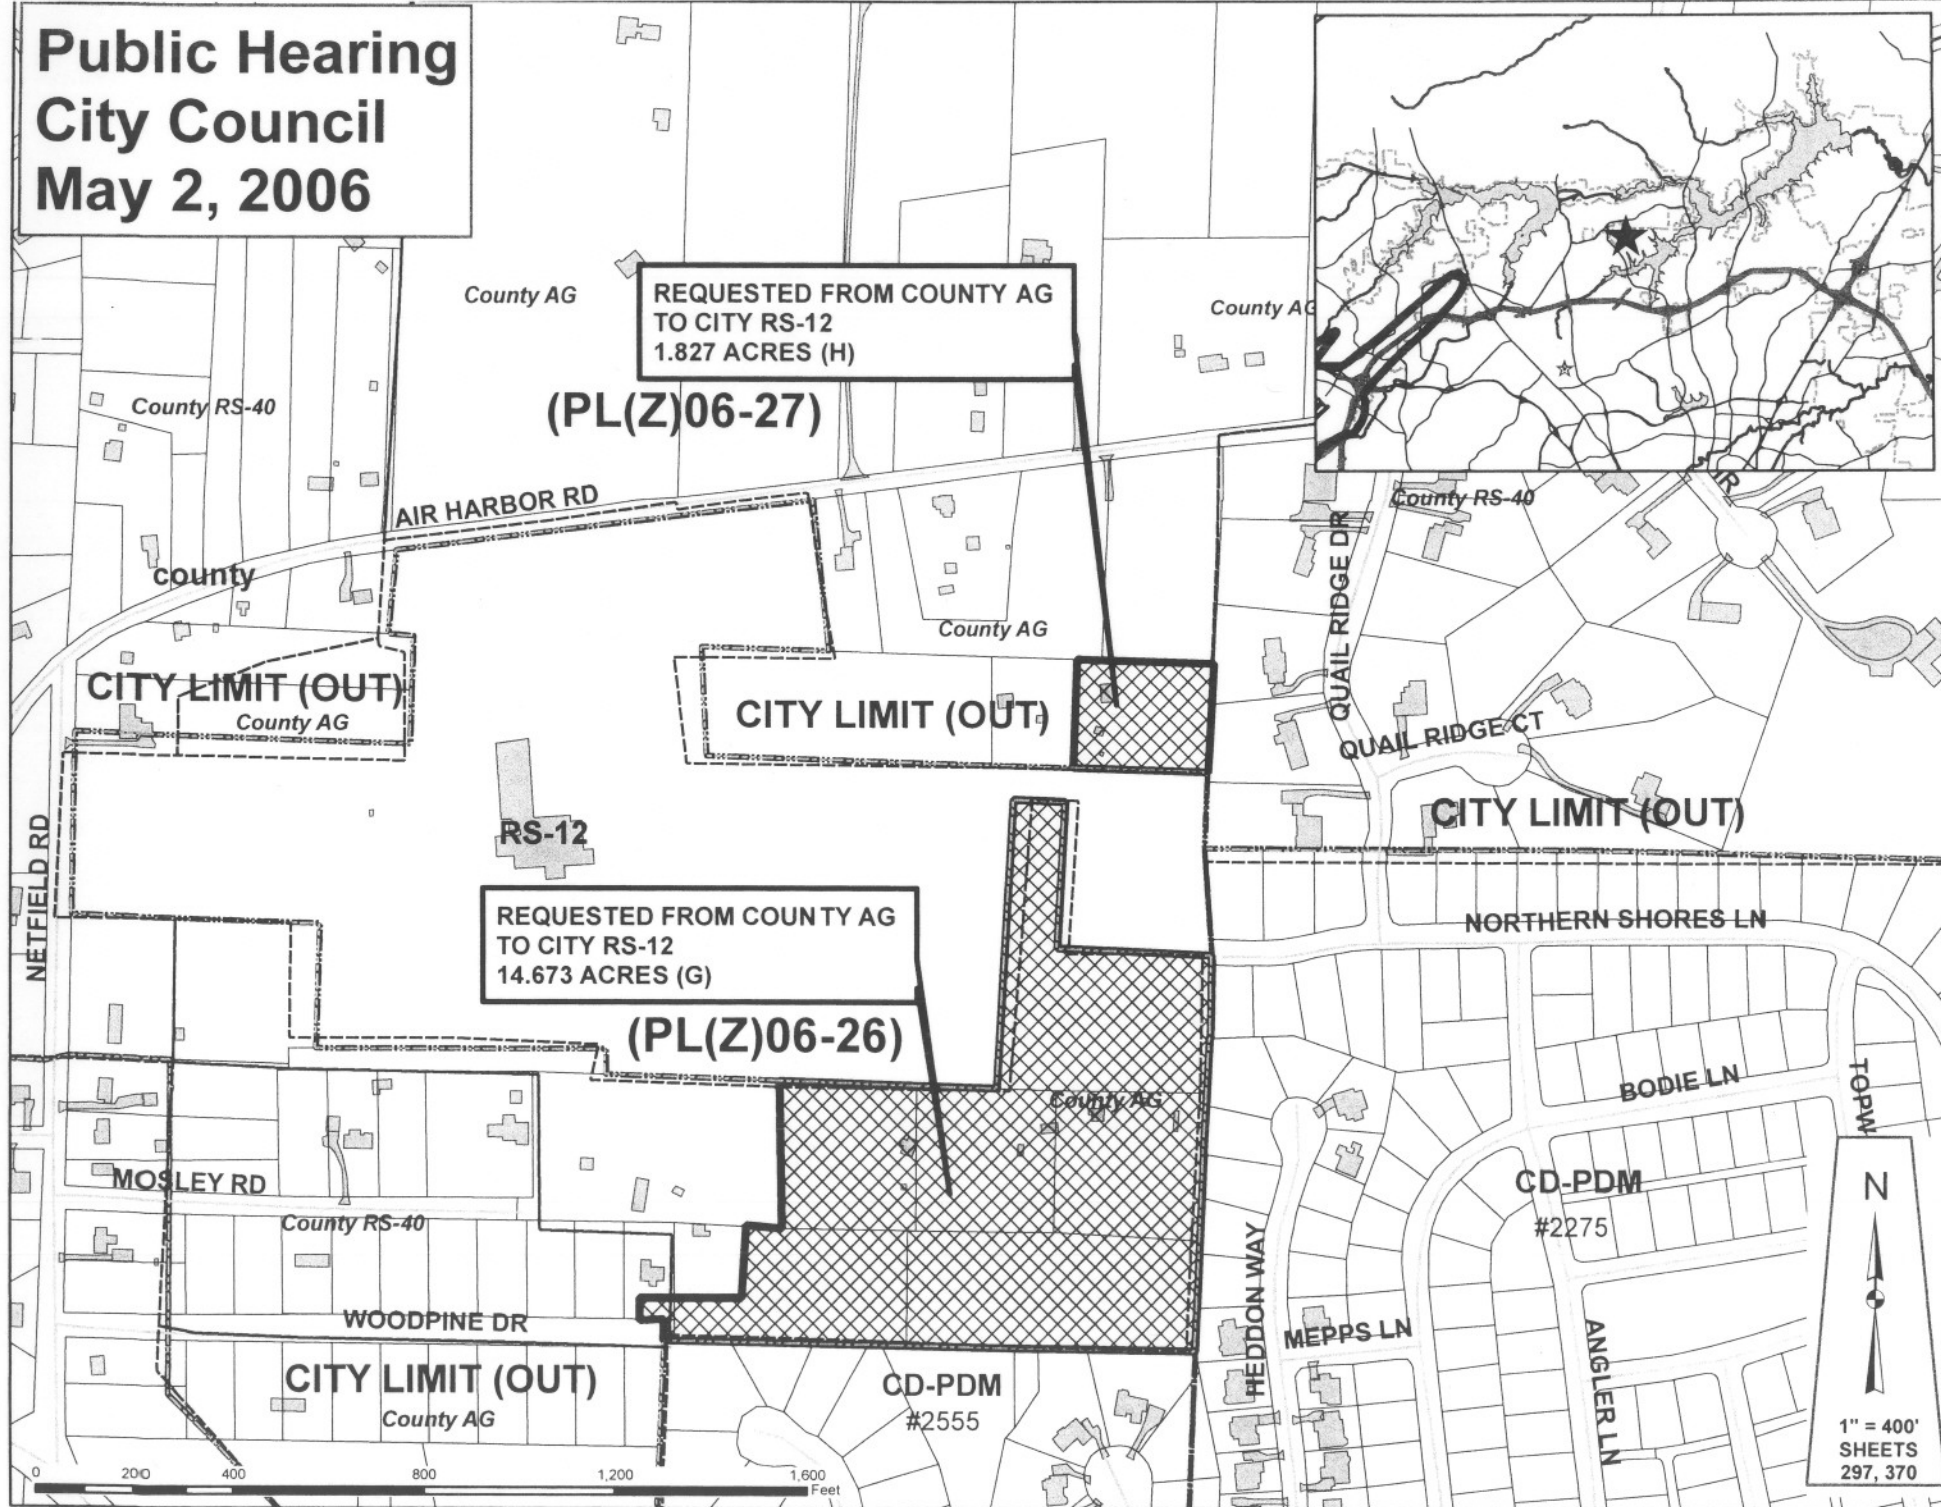 Public Hearing
City Council
May 2, 2006
County AG
REQUESTED FROM COUNTY AG
TO CITY RS-12
1.827 ACRES (H)
County AG
County RS-40
(PL(Z)06-27)
AIR HARBOR RD
County RS-40
QUAIL RIDGE DR
county
County AG
CITY LIMIT (OUT)
County AG
CITY LIMIT (OUT)
QUAIL RIDGE CT
CITY LIMIT (OUT)
RS-12
NETFIELD RD
REQUESTED FROM COUNTY AG
TO CITY RS-12
14.673 ACRES (G)
NORTHERN SHORES LN
(PL(Z)06-26)
County AG
BODIE LN
TOPW
MOSLEY RD
County RS-40
CD-PDM
#2275
N
HEDDON WAY
WOODPINE DR
MEPPS LN
ANGLER LN
CITY LIMIT (OUT)
County AG
CD-PDM
#2555
1" = 400'
SHEETS
297, 370
0 200 400 800 1,200 1,600
Feet